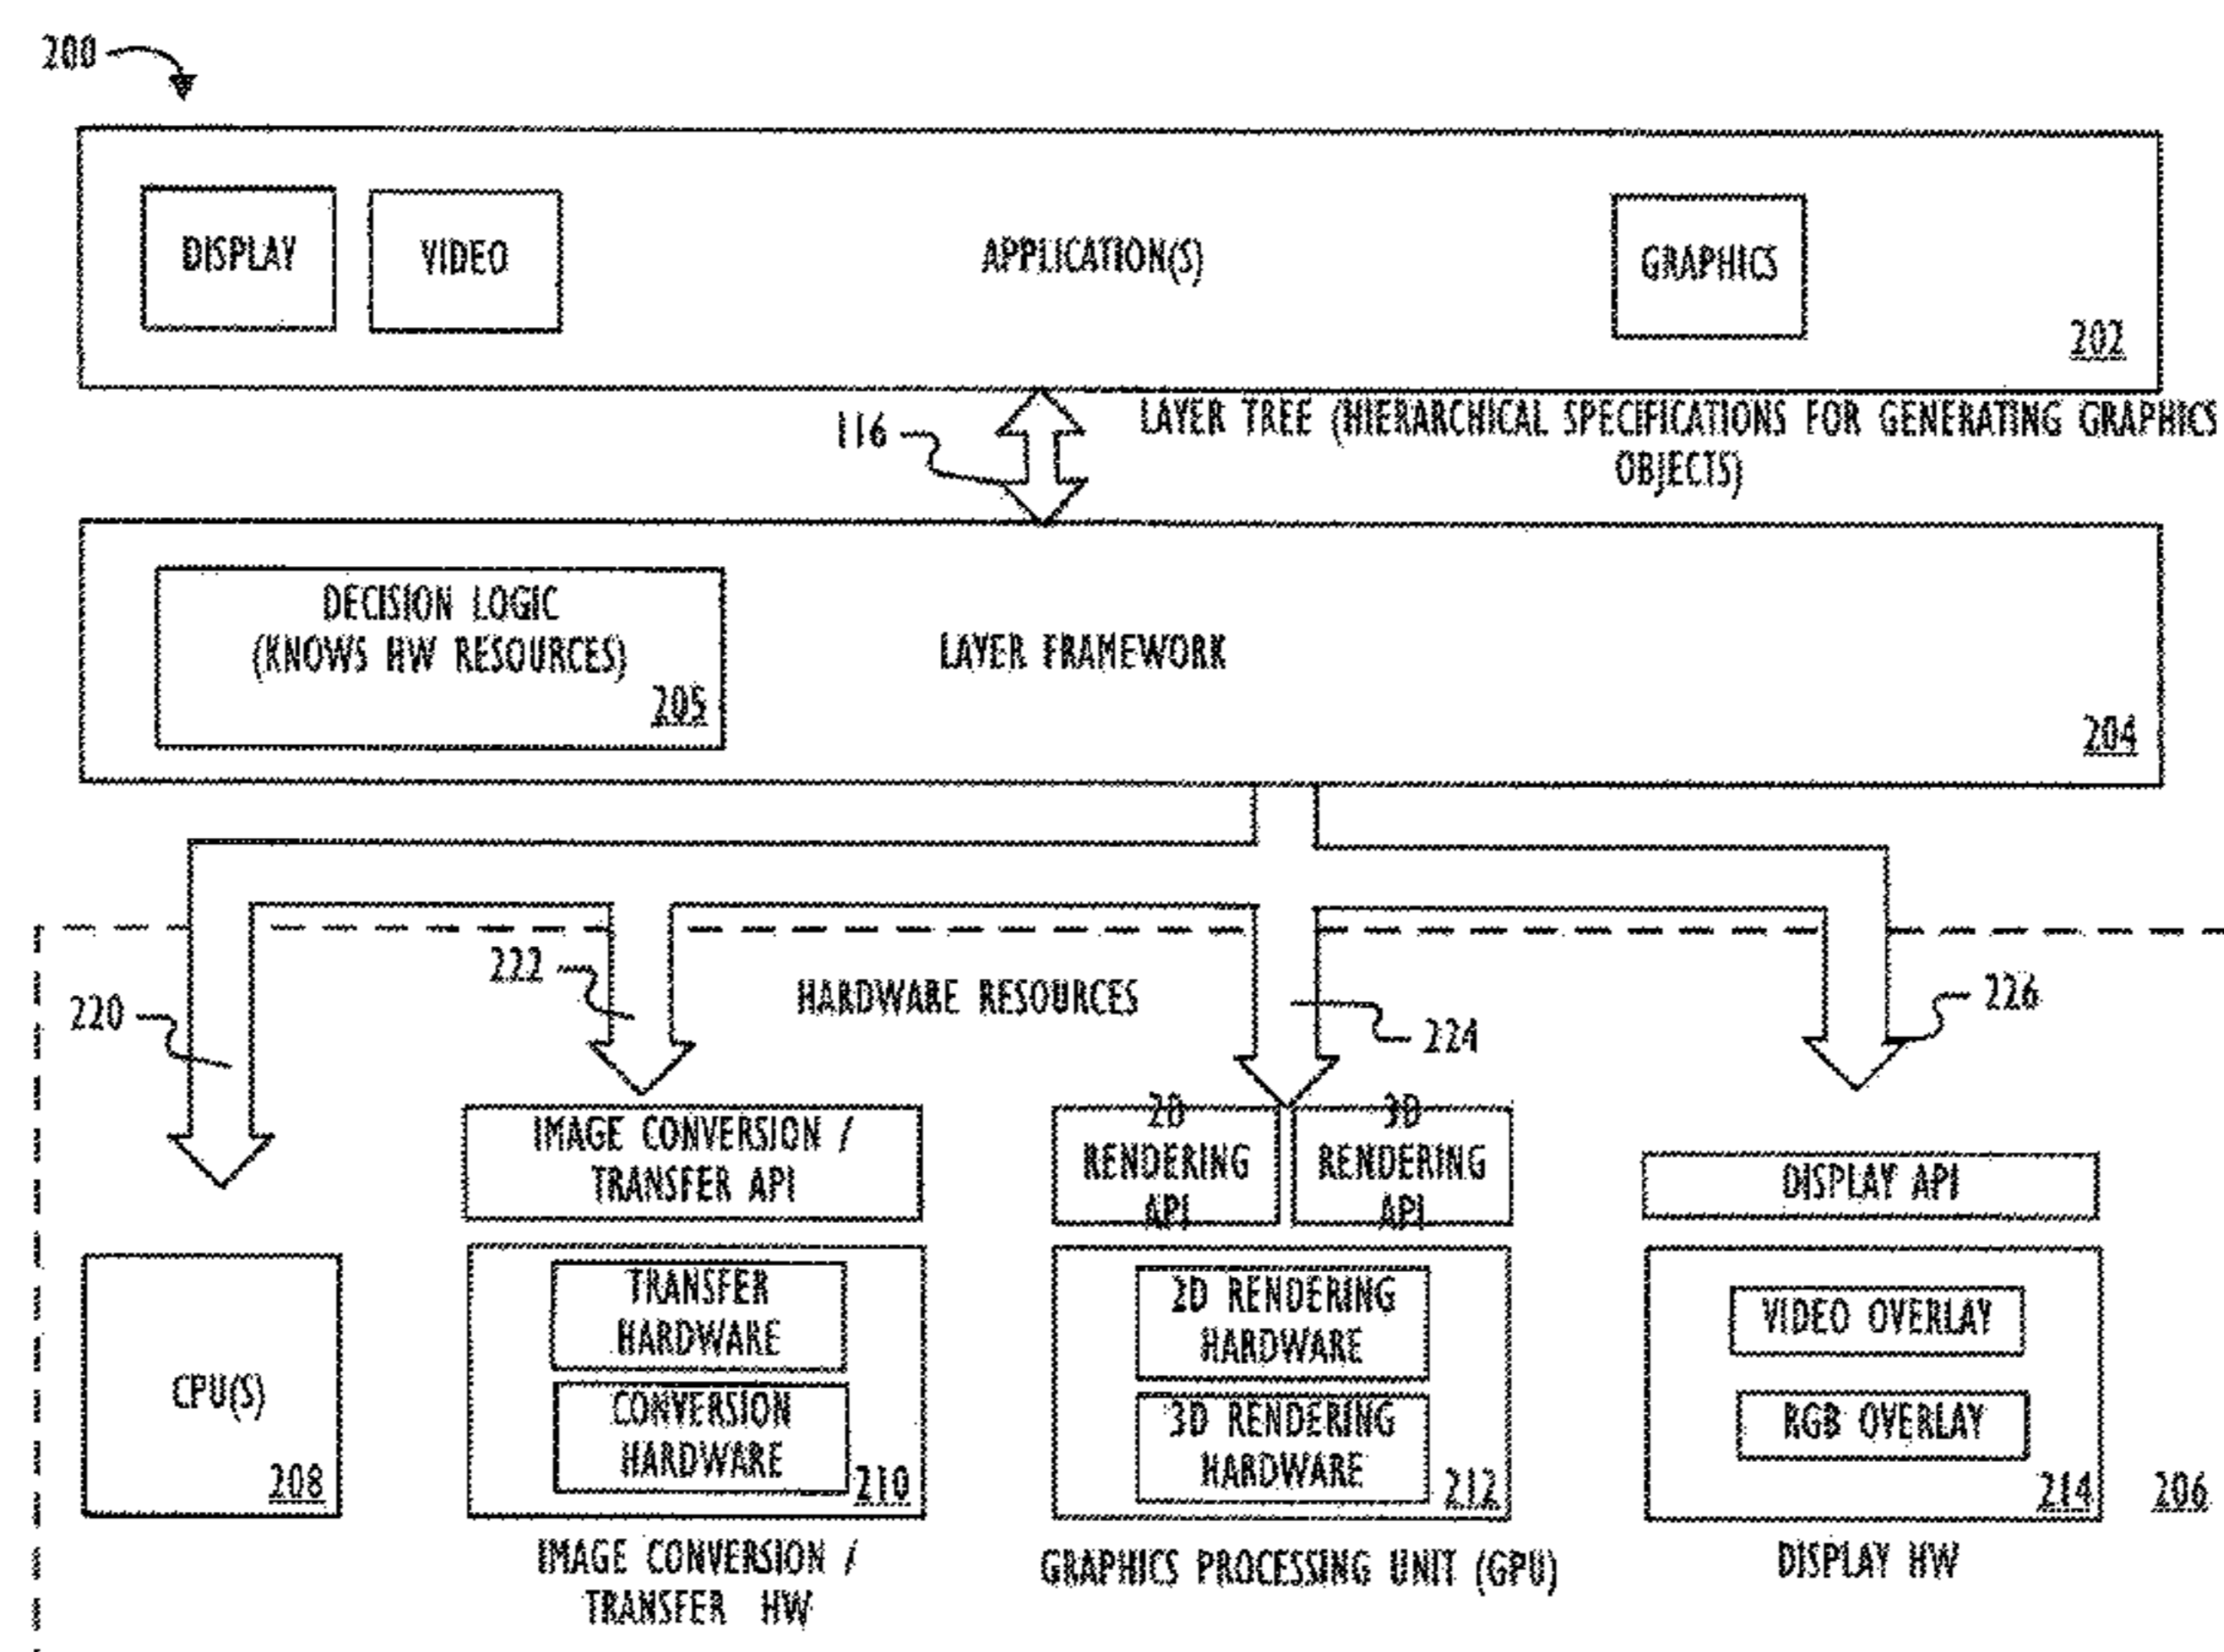 200
DISPLAY
VIDEO
APPLICATION(S)
GRAPHICS
202
116
LAYER TREE (HIERARCHICAL SPECIFICATIONS FOR GENERATING GRAPHICS
OBJECTS)
DECISION LOGIC
(KNOWS HW RESOURCES)
205
LAYER FRAMEWORK
204
222
HARDWARE RESOURCES
220
224
226
IMAGE CONVERSION /
TRANSFER API
2D
RENDERING
API
3D
RENDERING
API
DISPLAY API
CPU(S)
208
TRANSFER
HARDWARE
CONVERSION
HARDWARE
210
2D RENDERING
HARDWARE
3D RENDERING
HARDWARE
212
VIDEO OVERLAY
RGB OVERLAY
214
206
IMAGE CONVERSION /
TRANSFER HW
GRAPHICS PROCESSING UNIT (GPU)
DISPLAY HW